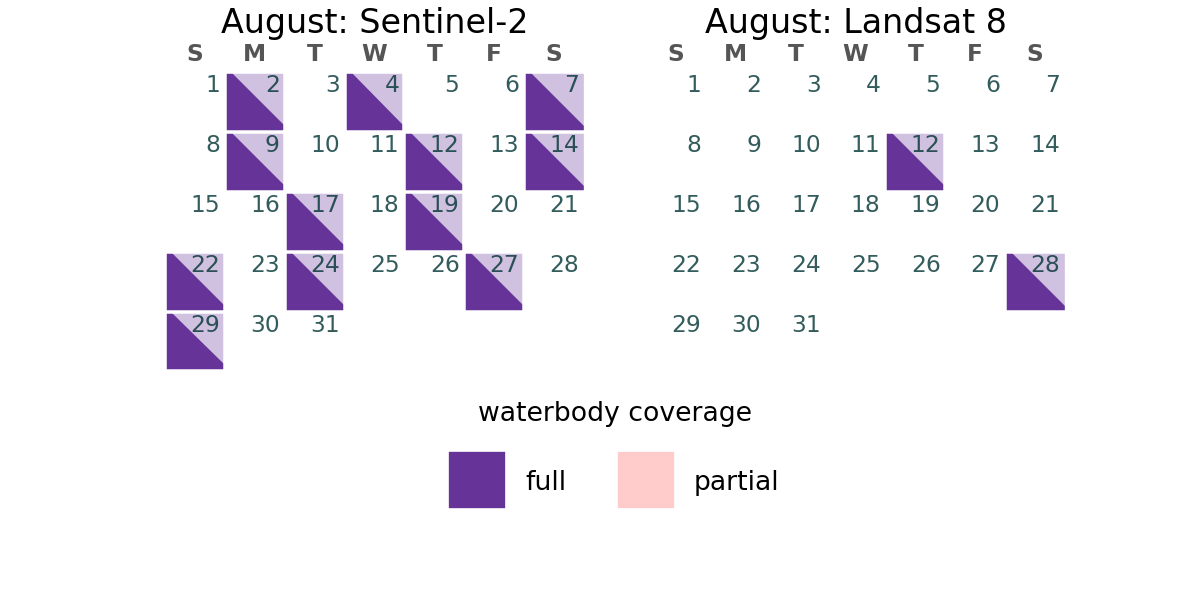 August: Sentinel-2
S M T W T F S
1 2 3 4 5 6 7
8 9 10 11 12 13 14
15 16 17 18 19 20 21
22 23 24 25 26 27 28
29 30 31
August: Landsat 8
S M T W T F S
1 2 3 4 5 6 7
8 9 10 11 12 13 14
15 16 17 18 19 20 21
22 23 24 25 26 27 28
29 30 31
waterbody coverage
full
partial